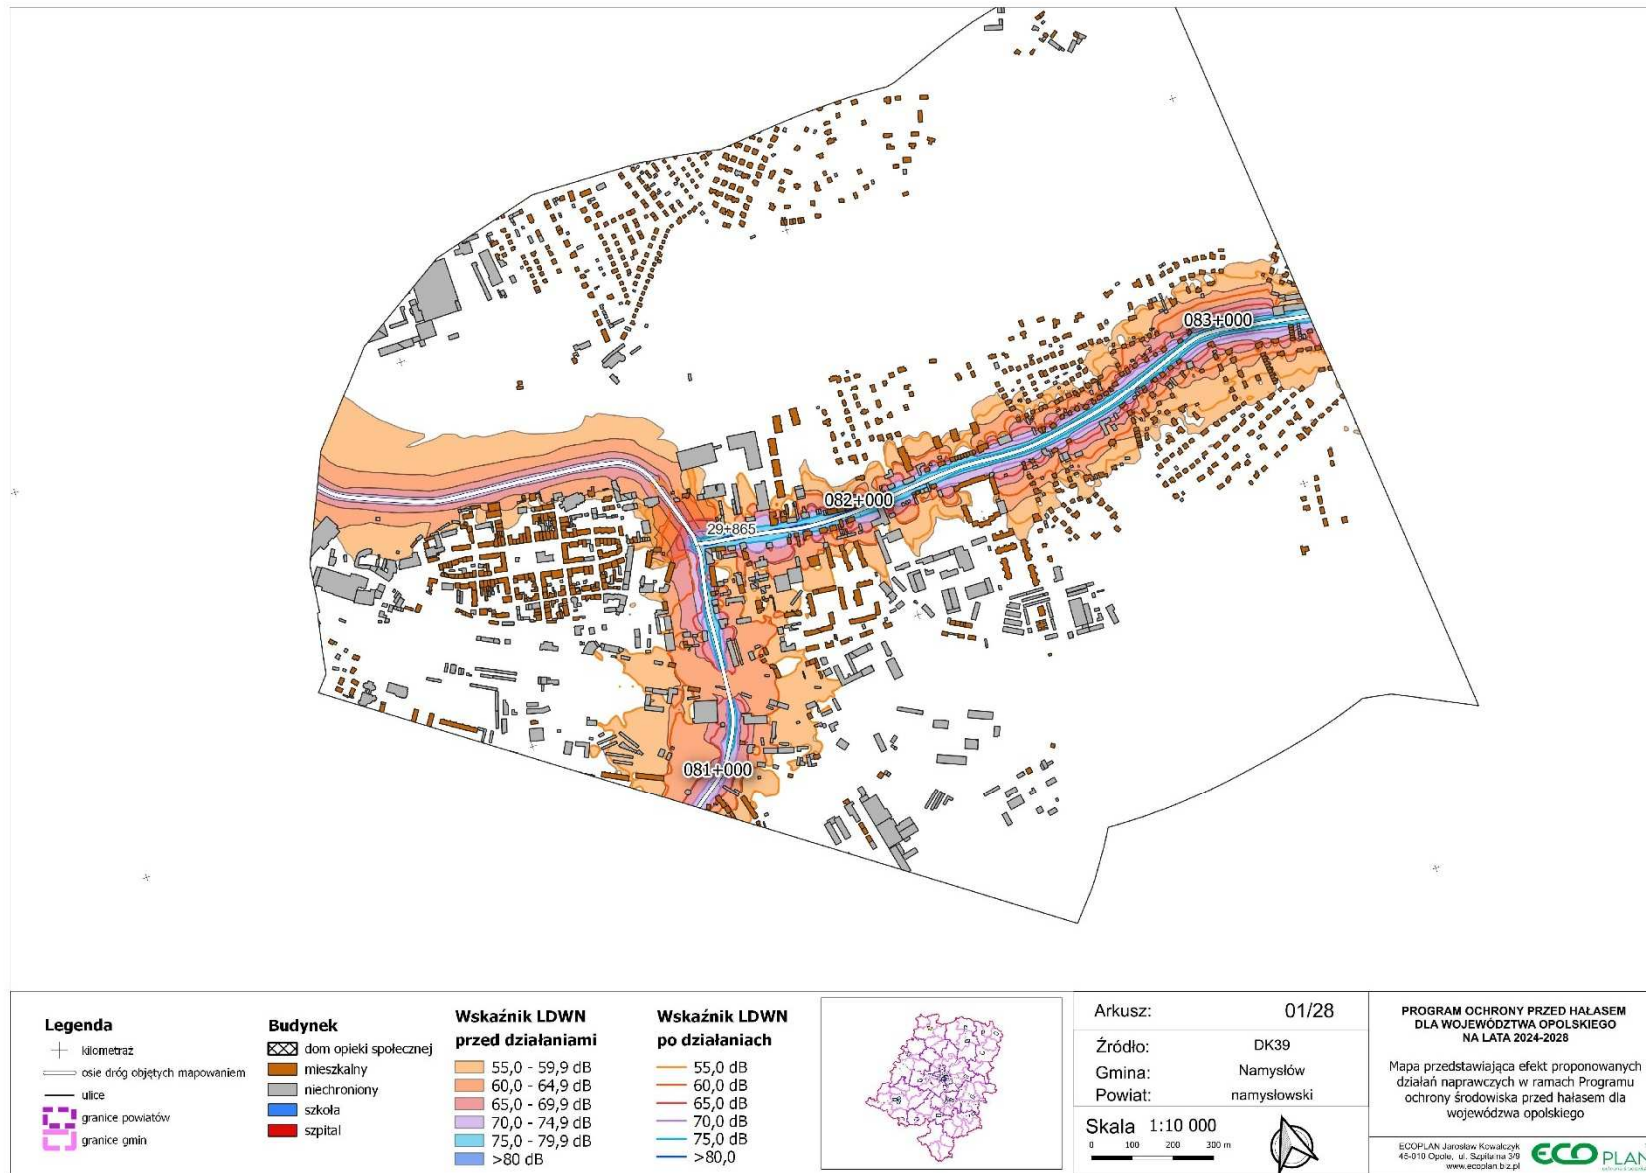 083+000
082+000
29+865
081+000
Legenda
kilometraż
osie dróg objętych mapowaniem
ulice
granice powiatów
granice gmin
Budynek
dom opieki społecznej
mieszkalny
niechroniony
szkoła
szpital
Wskaźnik LDWN
przed działaniami
55,0 - 59,9 dB
60,0 - 64,9 dB
65,0 - 69,9 dB
70,0 - 74,9 dB
75,0 - 79,9 dB
>80 dB
Wskaźnik LDWN
po działaniach
55,0 dB
60,0 dB
65,0 dB
70,0 dB
75,0 dB
>80,0
Arkusz: 01/28
Źródło: DK39
Gmina: Namysłów
Powiat: namysłowski
Skala 1:10 000
0 100 200 300 m
PROGRAM OCHRONY PRZED HAŁASEM
DLA WOJEWÓDZTWA OPOLSKIEGO
NA LATA 2024-2028
Mapa przedstawiająca efekt proponowanych
działań naprawczych w ramach Programu
ochrony środowiska przed hałasem dla
wojewódzwa opolskiego
ECOPLAN Jarosław Kowalczyk
45-010 Opole, ul. Szpitalna 3/9
www.ecoplan.biz.pl
ECO PLAN